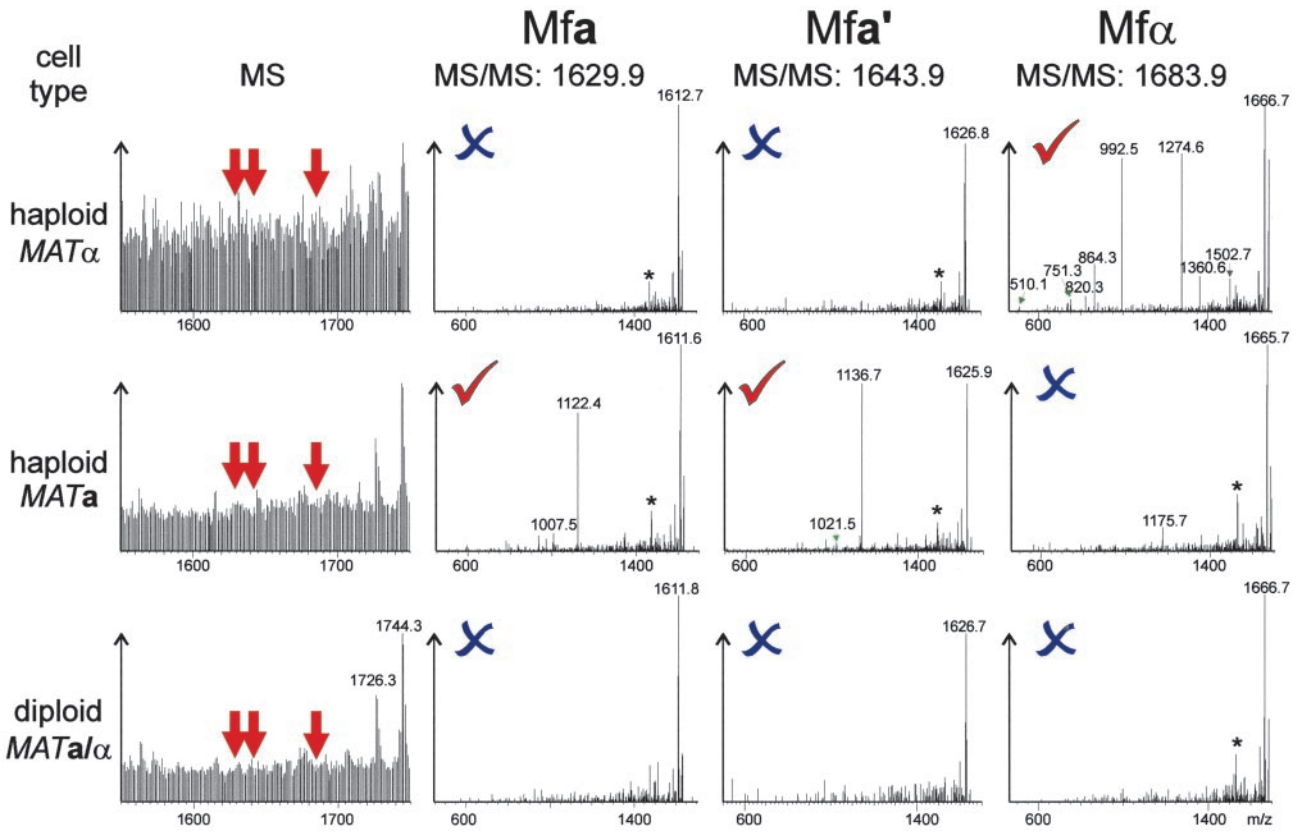 cell type
MS
Mfa
MS/MS: 1629.9
Mfa'
MS/MS: 1643.9
Mfα
MS/MS: 1683.9
haploid
MATα
1600 1700
1612.7
*
600 1400
1626.8
*
600 1400
1666.7
992.5 1274.6
510.1 751.3 820.3 864.3 1360.6 1502.7
600 1400
haploid
MATa
1600 1700
1611.6
1122.4
1007.5
*
600 1400
1136.7 1625.9
1021.5
*
600 1400
1665.7
1175.7
*
600 1400
diploid
MATa/α
1744.3
1726.3
1600 1700
1611.8
600 1400
1626.7
600 1400
1666.7
*
600 1400 m/z